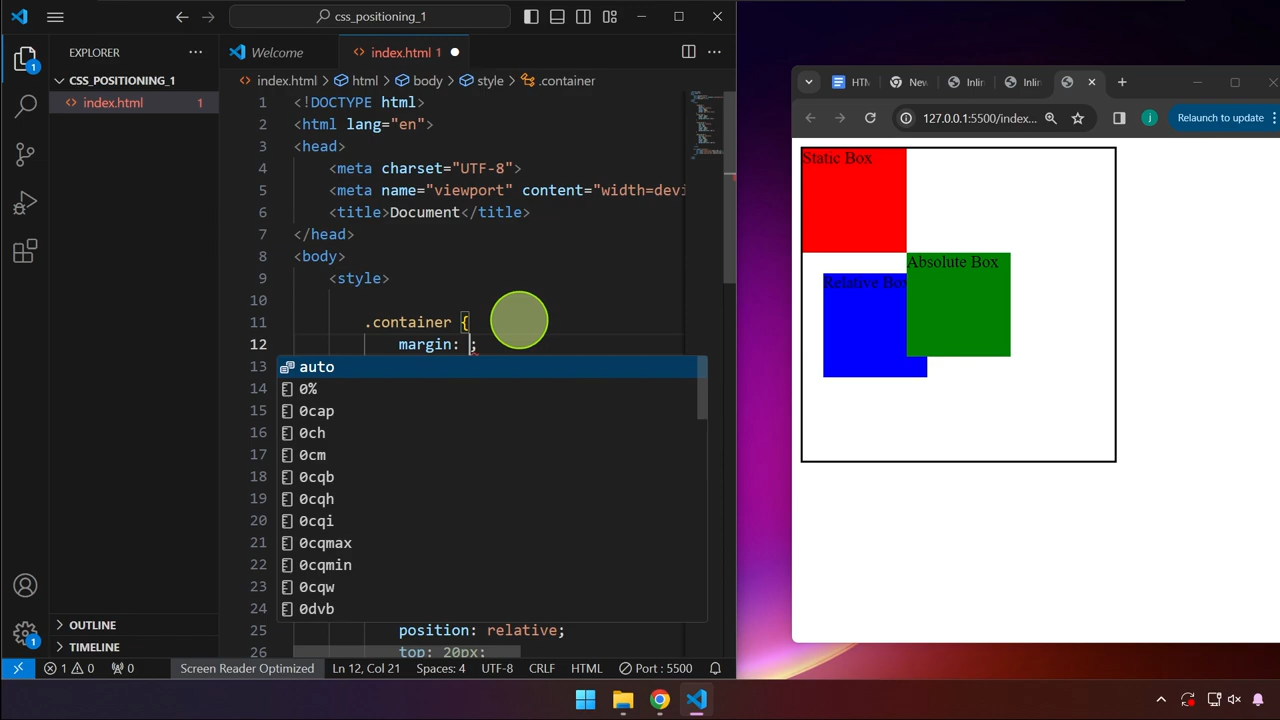 css_positioning_1
EXPLORER
Welcome
index.html 1
CSS_POSITIONING_1
index.html
1
index.html > html > body > style > .container
1 <!DOCTYPE html>
2 <html lang="en">
3 <head>
4 <meta charset="UTF-8">
5 <meta name="viewport" content="width=devi
6 <title>Document</title>
7 </head>
8 <body>
9 <style>
10
11 .container {
12 margin: ;
13 auto
14 0%
15 0cap
16 0ch
17 0cm
18 0cqb
19 0cqh
20 0cqi
21 0cqmax
22 0cqmin
23 0cqw
24 0dvb
25 position: relative;
26 top: 20px;
OUTLINE
TIMELINE
1
1
1 0 0 Screen Reader Optimized Ln 12, Col 21 Spaces: 4 UTF-8 CRLF HTML Port : 5500
HTM
New
Inlin
Inlin
127.0.0.1:5500/index...
j
Relaunch to update
Static Box
Absolute Box
Relative Box